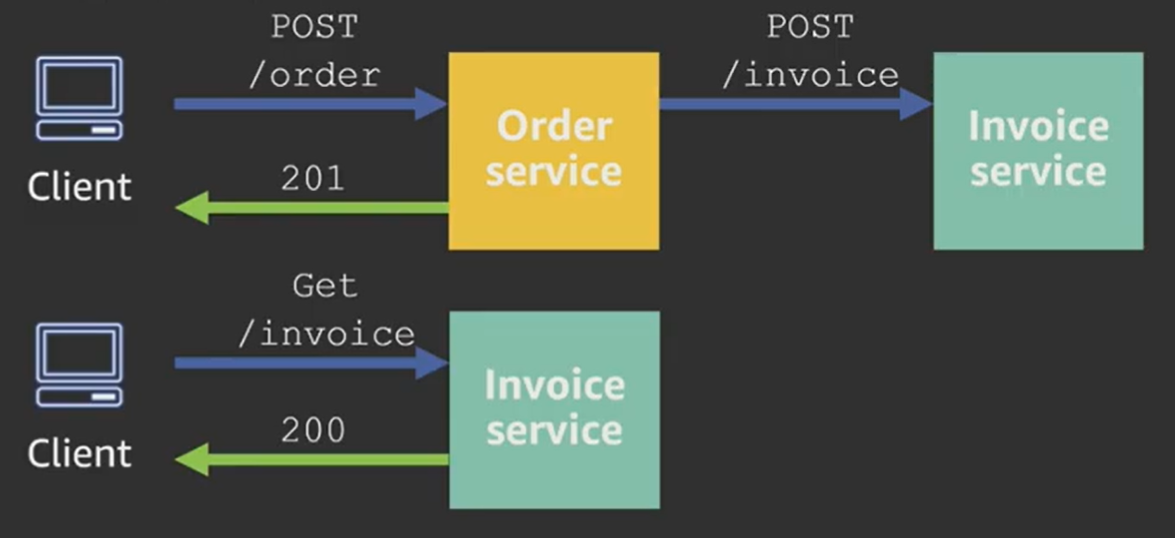 POST
/order
POST
/invoice
Order
service
Invoice
service
Client
201
Get
/invoice
Invoice
service
Client
200